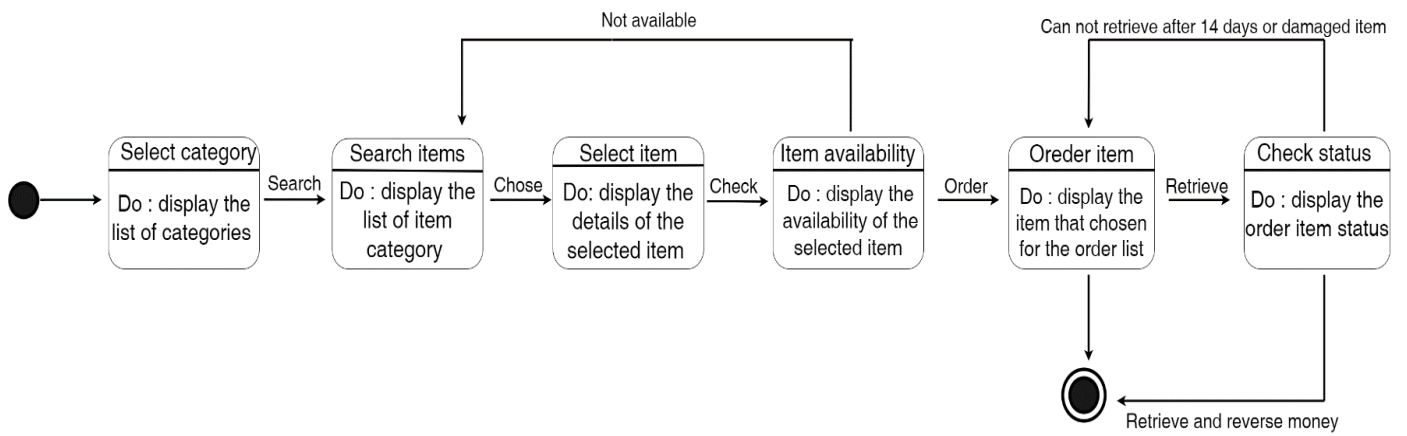 Not available
Can not retrieve after 14 days or damaged item
Select category
Do : display the
list of categories
Search
Search items
Do : display the
list of item
category
Chose
Select item
Do: display the
details of the
selected item
Check
Item availability
Do : display the
availability of the
selected item
Order
Oreder item
Do : display the
item that chosen
for the order list
Retrieve
Check status
Do : display the
order item status
Retrieve and reverse money